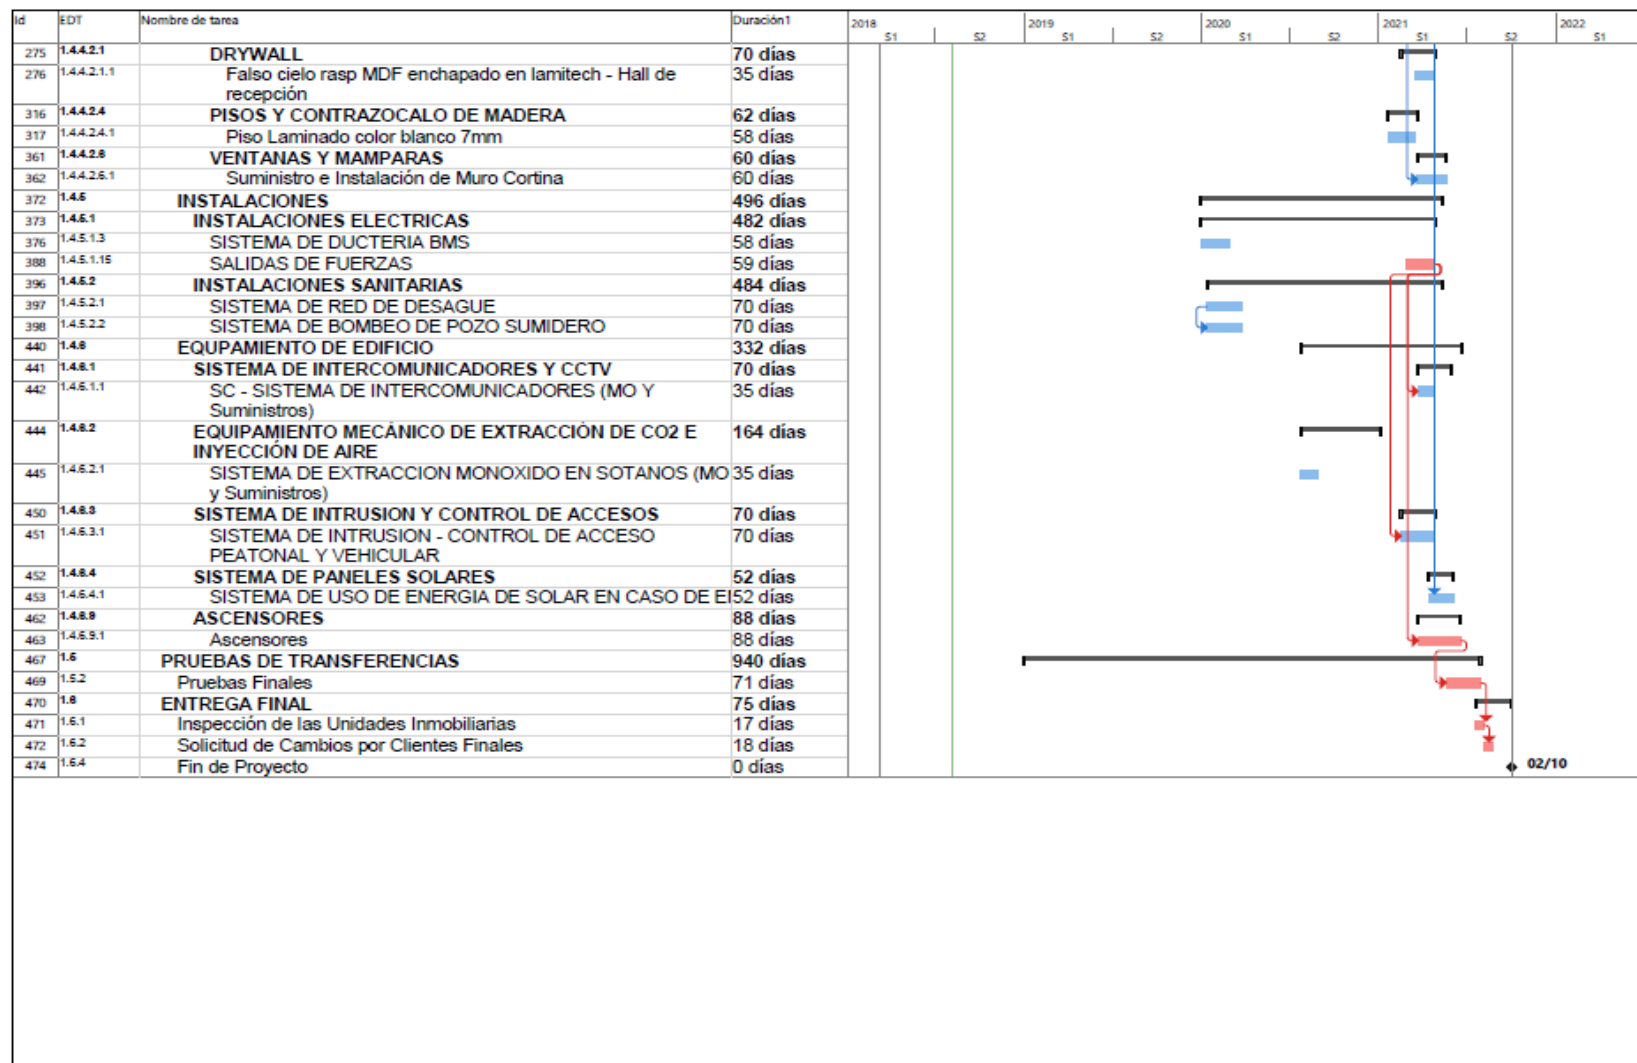 Id EDT Nombre de tarea Duración1 2018 2019 2020 2021 2022
S1 S2 S1 S2 S1 S2 S1 S2 S1
275 1.4.4.2.1 DRYWALL 70 días
276 1.4.4.2.1.1 Falso cielo rasp MDF enchapado en lamitech - Hall de 35 días
recepción
316 1.4.4.2.4 PISOS Y CONTRAZOCALO DE MADERA 62 días
317 1.4.4.2.4.1 Piso Laminado color blanco 7mm 58 días
361 1.4.4.2.6 VENTANAS Y MAMPARAS 60 días
362 1.4.4.2.6.1 Suministro e Instalación de Muro Cortina 60 días
372 1.4.5 INSTALACIONES 496 días
373 1.4.5.1 INSTALACIONES ELECTRICAS 482 días
376 1.4.5.1.3 SISTEMA DE DUCTERIA BMS 58 días
388 1.4.5.1.15 SALIDAS DE FUERZAS 59 días
396 1.4.5.2 INSTALACIONES SANITARIAS 484 días
397 1.4.5.2.1 SISTEMA DE RED DE DESAGUE 70 días
398 1.4.5.2.2 SISTEMA DE BOMBEO DE POZO SUMIDERO 70 días
440 1.4.6 EQUPAMIENTO DE EDIFICIO 332 días
441 1.4.6.1 SISTEMA DE INTERCOMUNICADORES Y CCTV 70 días
442 1.4.6.1.1 SC - SISTEMA DE INTERCOMUNICADORES (MO Y 35 días
Suministros)
444 1.4.6.2 EQUIPAMIENTO MECÁNICO DE EXTRACCIÓN DE CO2 E 164 días
INYECCIÓN DE AIRE
445 1.4.6.2.1 SISTEMA DE EXTRACCION MONOXIDO EN SOTANOS (MO 35 días
y Suministros)
450 1.4.6.3 SISTEMA DE INTRUSION Y CONTROL DE ACCESOS 70 días
451 1.4.6.3.1 SISTEMA DE INTRUSION - CONTROL DE ACCESO 70 días
PEATONAL Y VEHICULAR
452 1.4.6.4 SISTEMA DE PANELES SOLARES 52 días
453 1.4.6.4.1 SISTEMA DE USO DE ENERGIA DE SOLAR EN CASO DE 52 días
462 1.4.6.9 ASCENSORES 88 días
463 1.4.6.9.1 Ascensores 88 días
467 1.5 PRUEBAS DE TRANSFERENCIAS 940 días
469 1.5.2 Pruebas Finales 71 días
470 1.6 ENTREGA FINAL 75 días
471 1.6.1 Inspección de las Unidades Inmobiliarias 17 días
472 1.6.2 Solicitud de Cambios por Clientes Finales 18 días
474 1.6.4 Fin de Proyecto 0 días 02/10